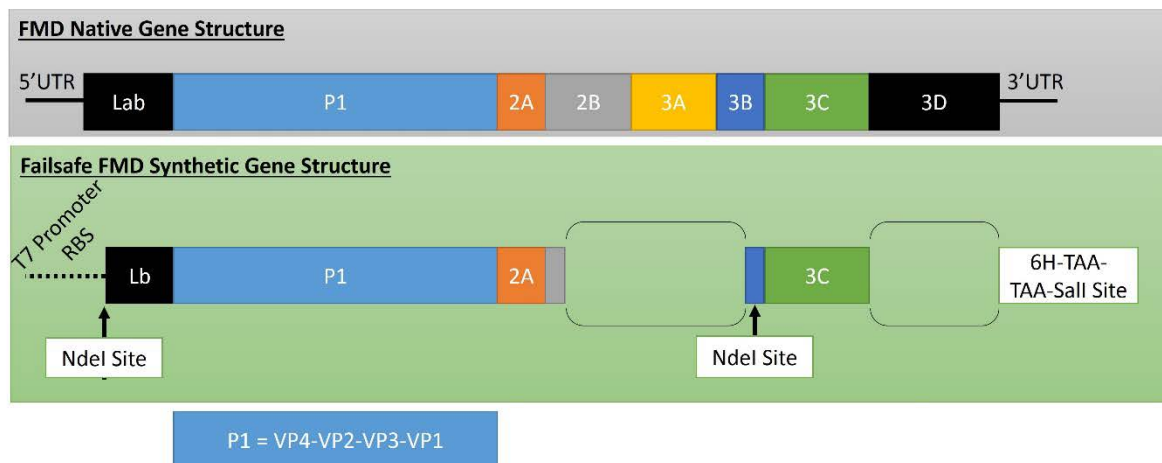 FMD Native Gene Structure
5'UTR
Lab
P1
2A
2B
3A
3B
3C
3D
3'UTR
Failsafe FMD Synthetic Gene Structure
T7 Promoter
RBS
Lb
P1
2A
3C
6H-TAA-
TAA-SalI Site
NdeI Site
NdeI Site
P1 = VP4-VP2-VP3-VP1